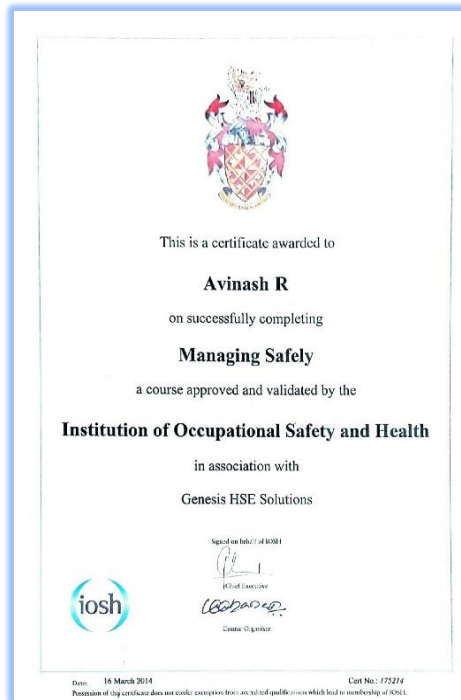 This is a certificate awarded to
Avinash R
on successfully completing
Managing Safely
a course approved and validated by the
Institution of Occupational Safety and Health
in association with
Genesis HSE Solutions
Signed on behalf of IOSH
Chief Executive
Course Organiser
iosh
Date: 16 March 2014 Cert No.: 175214
Possession of this certificate does not confer exemption from accredited qualifications which lead to membership of IOSH.